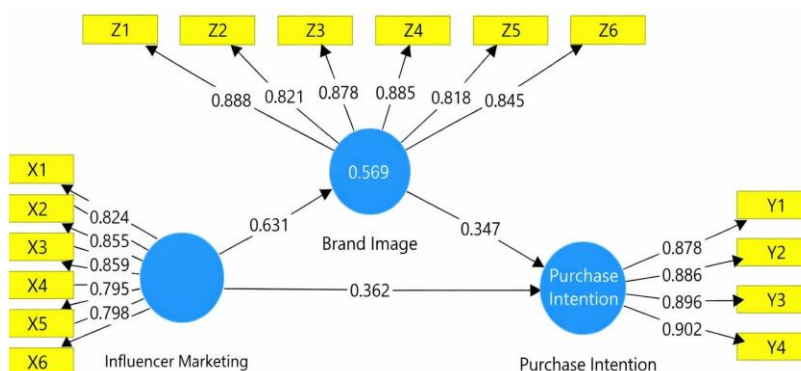 Z1 Z2 Z3 Z4 Z5 Z6
0.888 0.821 0.878 0.885 0.818 0.845
X1
X2
X3
X4
X5
X6
0.824
0.855
0.859
0.795
0.798
0.569
Brand Image
0.631
0.347
0.362
Influencer Marketing
Purchase
Intention
Purchase Intention
0.878
0.886
0.896
0.902
Y1
Y2
Y3
Y4